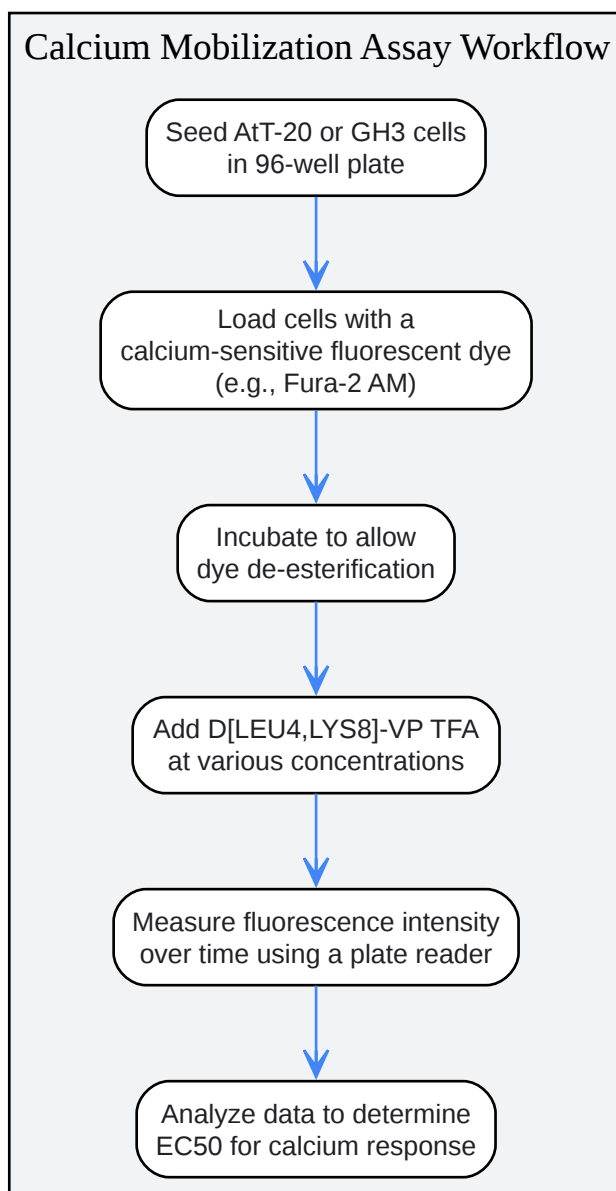 Calcium Mobilization Assay Workflow
Seed AtT-20 or GH3 cells
in 96-well plate
Load cells with a
calcium-sensitive fluorescent dye
(e.g., Fura-2 AM)
Incubate to allow
dye de-esterification
Add D[LEU4,LYS8]-VP TFA
at various concentrations
Measure fluorescence intensity
over time using a plate reader
Analyze data to determine
EC50 for calcium response